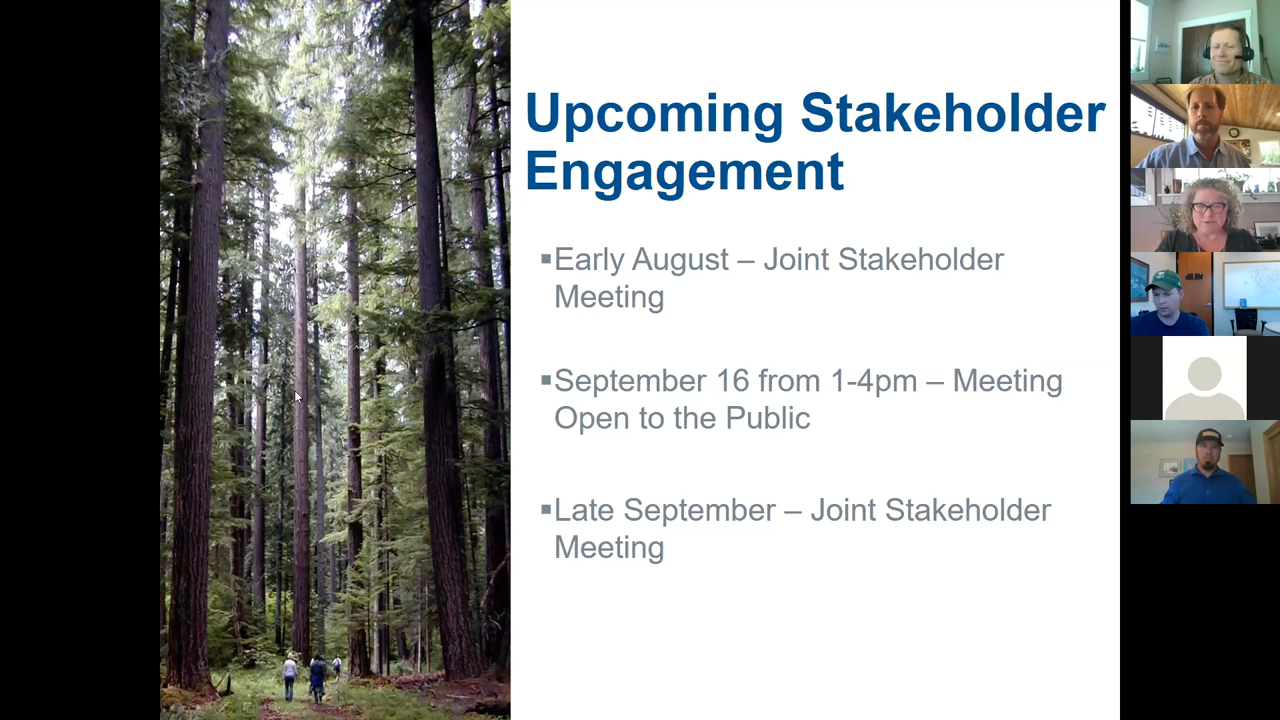 Upcoming Stakeholder
Engagement
▪Early August – Joint Stakeholder
Meeting
▪September 16 from 1-4pm – Meeting
Open to the Public
▪Late September – Joint Stakeholder
Meeting